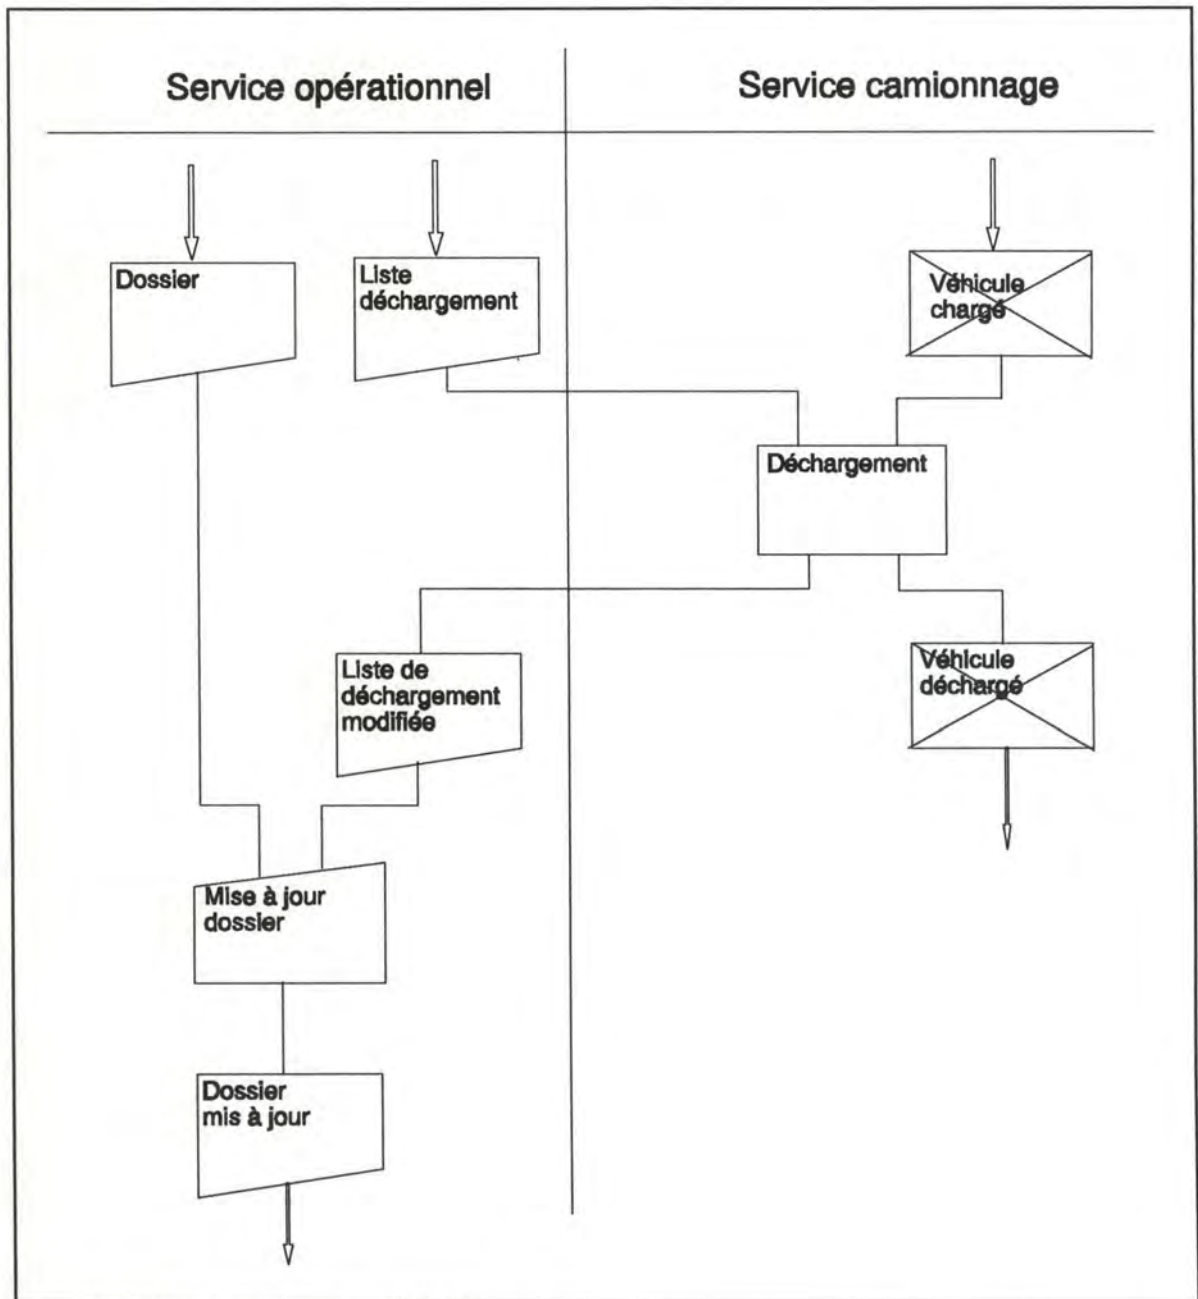 Service opérationnel
Service camionnage
Dossier
Liste
déchargement
Véhicule
chargé
Déchargement
Liste de
déchargement
modifiée
Véhicule
déchargé
Mise à jour
dossier
Dossier
mis à jour